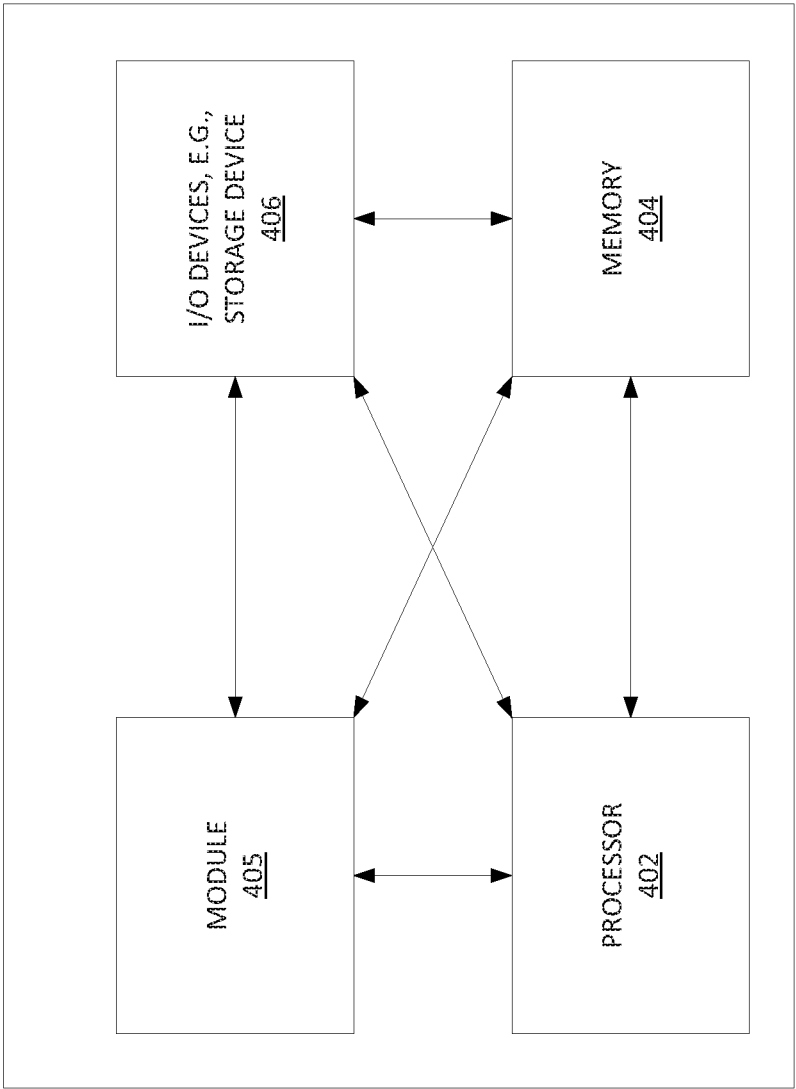 MODULE
405
I/O DEVICES, E.G.,
STORAGE DEVICE
406
PROCESSOR
402
MEMORY
404